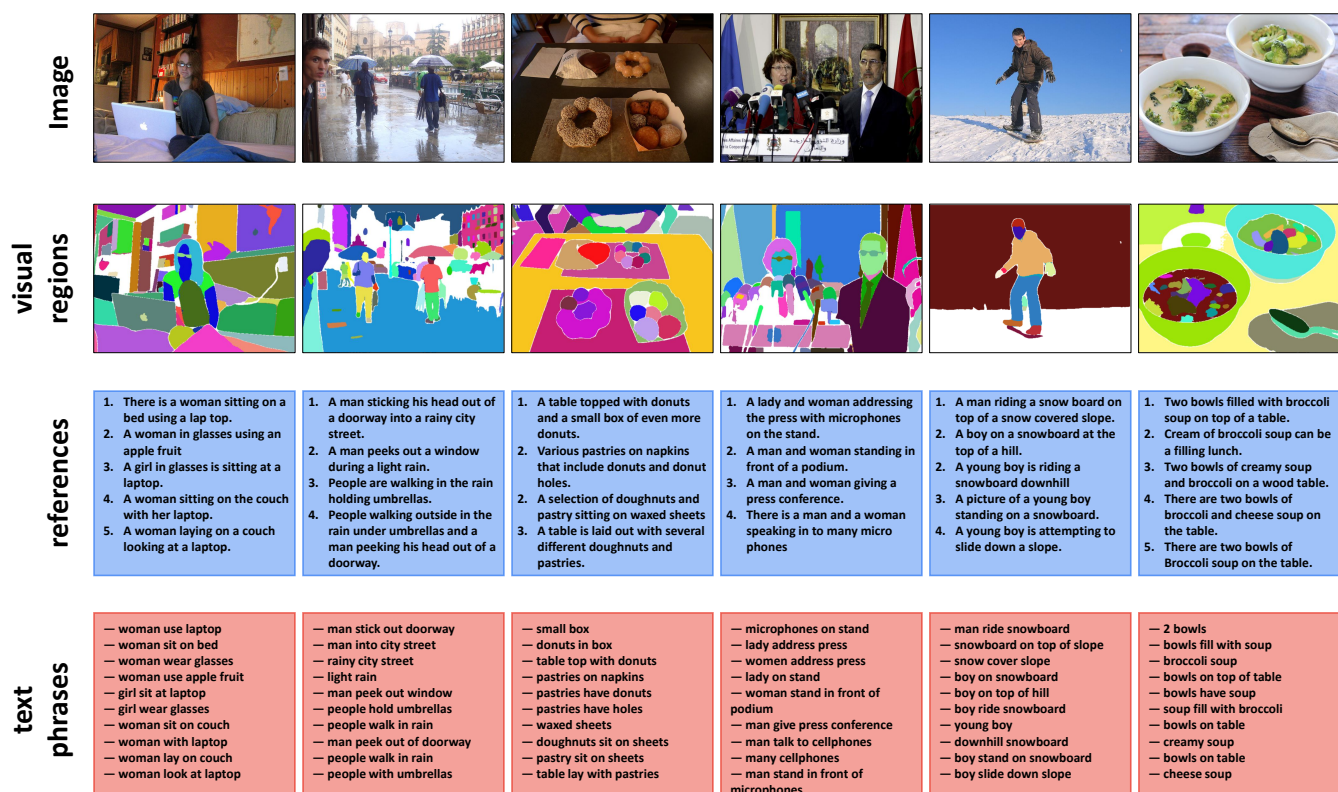 Image
visual
regions
references
1. There is a woman sitting on a
bed using a lap top.
2. A woman in glasses using an
apple fruit
3. A girl in glasses is sitting at a
laptop.
4. A woman sitting on the couch
with her laptop.
5. A woman laying on a couch
looking at a laptop.
1. A man sticking his head out of
a doorway into a rainy city
street.
2. A man peeks out a window
during a light rain.
3. People are walking in the rain
holding umbrellas.
4. People walking outside in the
rain under umbrellas and a
man peeking his head out of a
doorway.
1. A table topped with donuts
and a small box of even more
donuts.
2. Various pastries on napkins
that include donuts and donut
holes.
2. A selection of doughnuts and
pastry sitting on waxed sheets
3. A table is laid out with several
different doughnuts and
pastries.
1. A lady and woman addressing
the press with microphones
on the stand.
2. A man and woman standing in
front of a podium.
3. A man and woman giving a
press conference.
4. There is a man and a woman
speaking in to many micro
phones
1. A man riding a snow board on
top of a snow covered slope.
2. A boy on a snowboard at the
top of a hill.
2. A young boy is riding a
snowboard downhill
3. A picture of a young boy
standing on a snowboard.
4. A young boy is attempting to
slide down a slope.
1. Two bowls filled with broccoli
soup on top of a table.
2. Cream of broccoli soup can be
a filling lunch.
3. Two bowls of creamy soup
and broccoli on a wood table.
4. There are two bowls of
broccoli and cheese soup on
the table.
5. There are two bowls of
Broccoli soup on the table.
text
phrases
— woman use laptop
— woman sit on bed
— woman wear glasses
— woman use apple fruit
— girl sit at laptop
— girl wear glasses
— woman sit on couch
— woman with laptop
— woman lay on couch
— woman look at laptop
— man stick out doorway
— man into city street
— rainy city street
— light rain
— man peek out window
— people hold umbrellas
— people walk in rain
— man peek out of doorway
— people walk in rain
— people with umbrellas
— small box
— donuts in box
— table top with donuts
— pastries on napkins
— pastries have donuts
— pastries have holes
— waxed sheets
— doughnuts sit on sheets
— pastry sit on sheets
— table lay with pastries
— microphones on stand
— lady address press
— women address press
— lady on stand
— woman stand in front of
podium
— man give press conference
— man talk to cellphones
— many cellphones
— man stand in front of
microphones
— man ride snowboard
— snowboard on top of slope
— snow cover slope
— boy on snowboard
— boy on top of hill
— boy ride snowboard
— young boy
— downhill snowboard
— boy stand on snowboard
— boy slide down slope
— 2 bowls
— bowls fill with soup
— broccoli soup
— bowls on top of table
— bowls have soup
— soup fill with broccoli
— bowls on table
— creamy soup
— bowls on table
— cheese soup